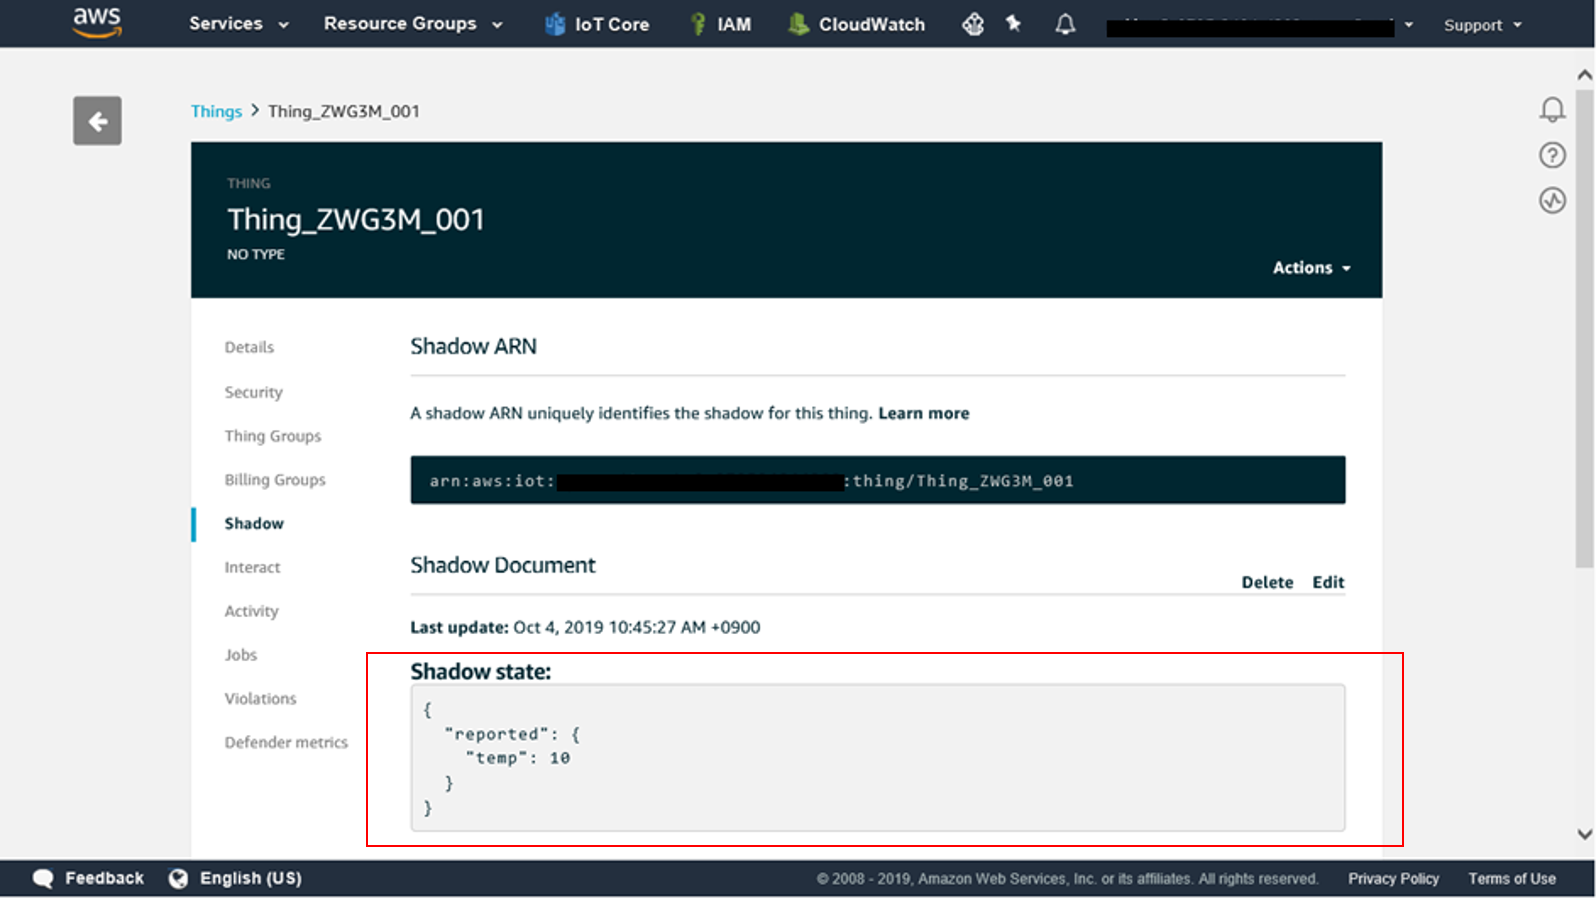 aws Services Resource Groups IoT Core IAM CloudWatch Support
Things > Thing_ZWG3M_001
THING
Thing_ZWG3M_001
NO TYPE
Actions
Details
Security
Thing Groups
Billing Groups
Shadow
Interact
Activity
Jobs
Violations
Defender metrics
Shadow ARN
A shadow ARN uniquely identifies the shadow for this thing. Learn more
arn:aws:iot: :thing/Thing_ZWG3M_001
Shadow Document
Delete Edit
Last update: Oct 4, 2019 10:45:27 AM +0900
Shadow state:
{
"reported": {
"temp": 10
}
}
Feedback English (US) © 2008 - 2019, Amazon Web Services, Inc. or its affiliates. All rights reserved. Privacy Policy Terms of Use